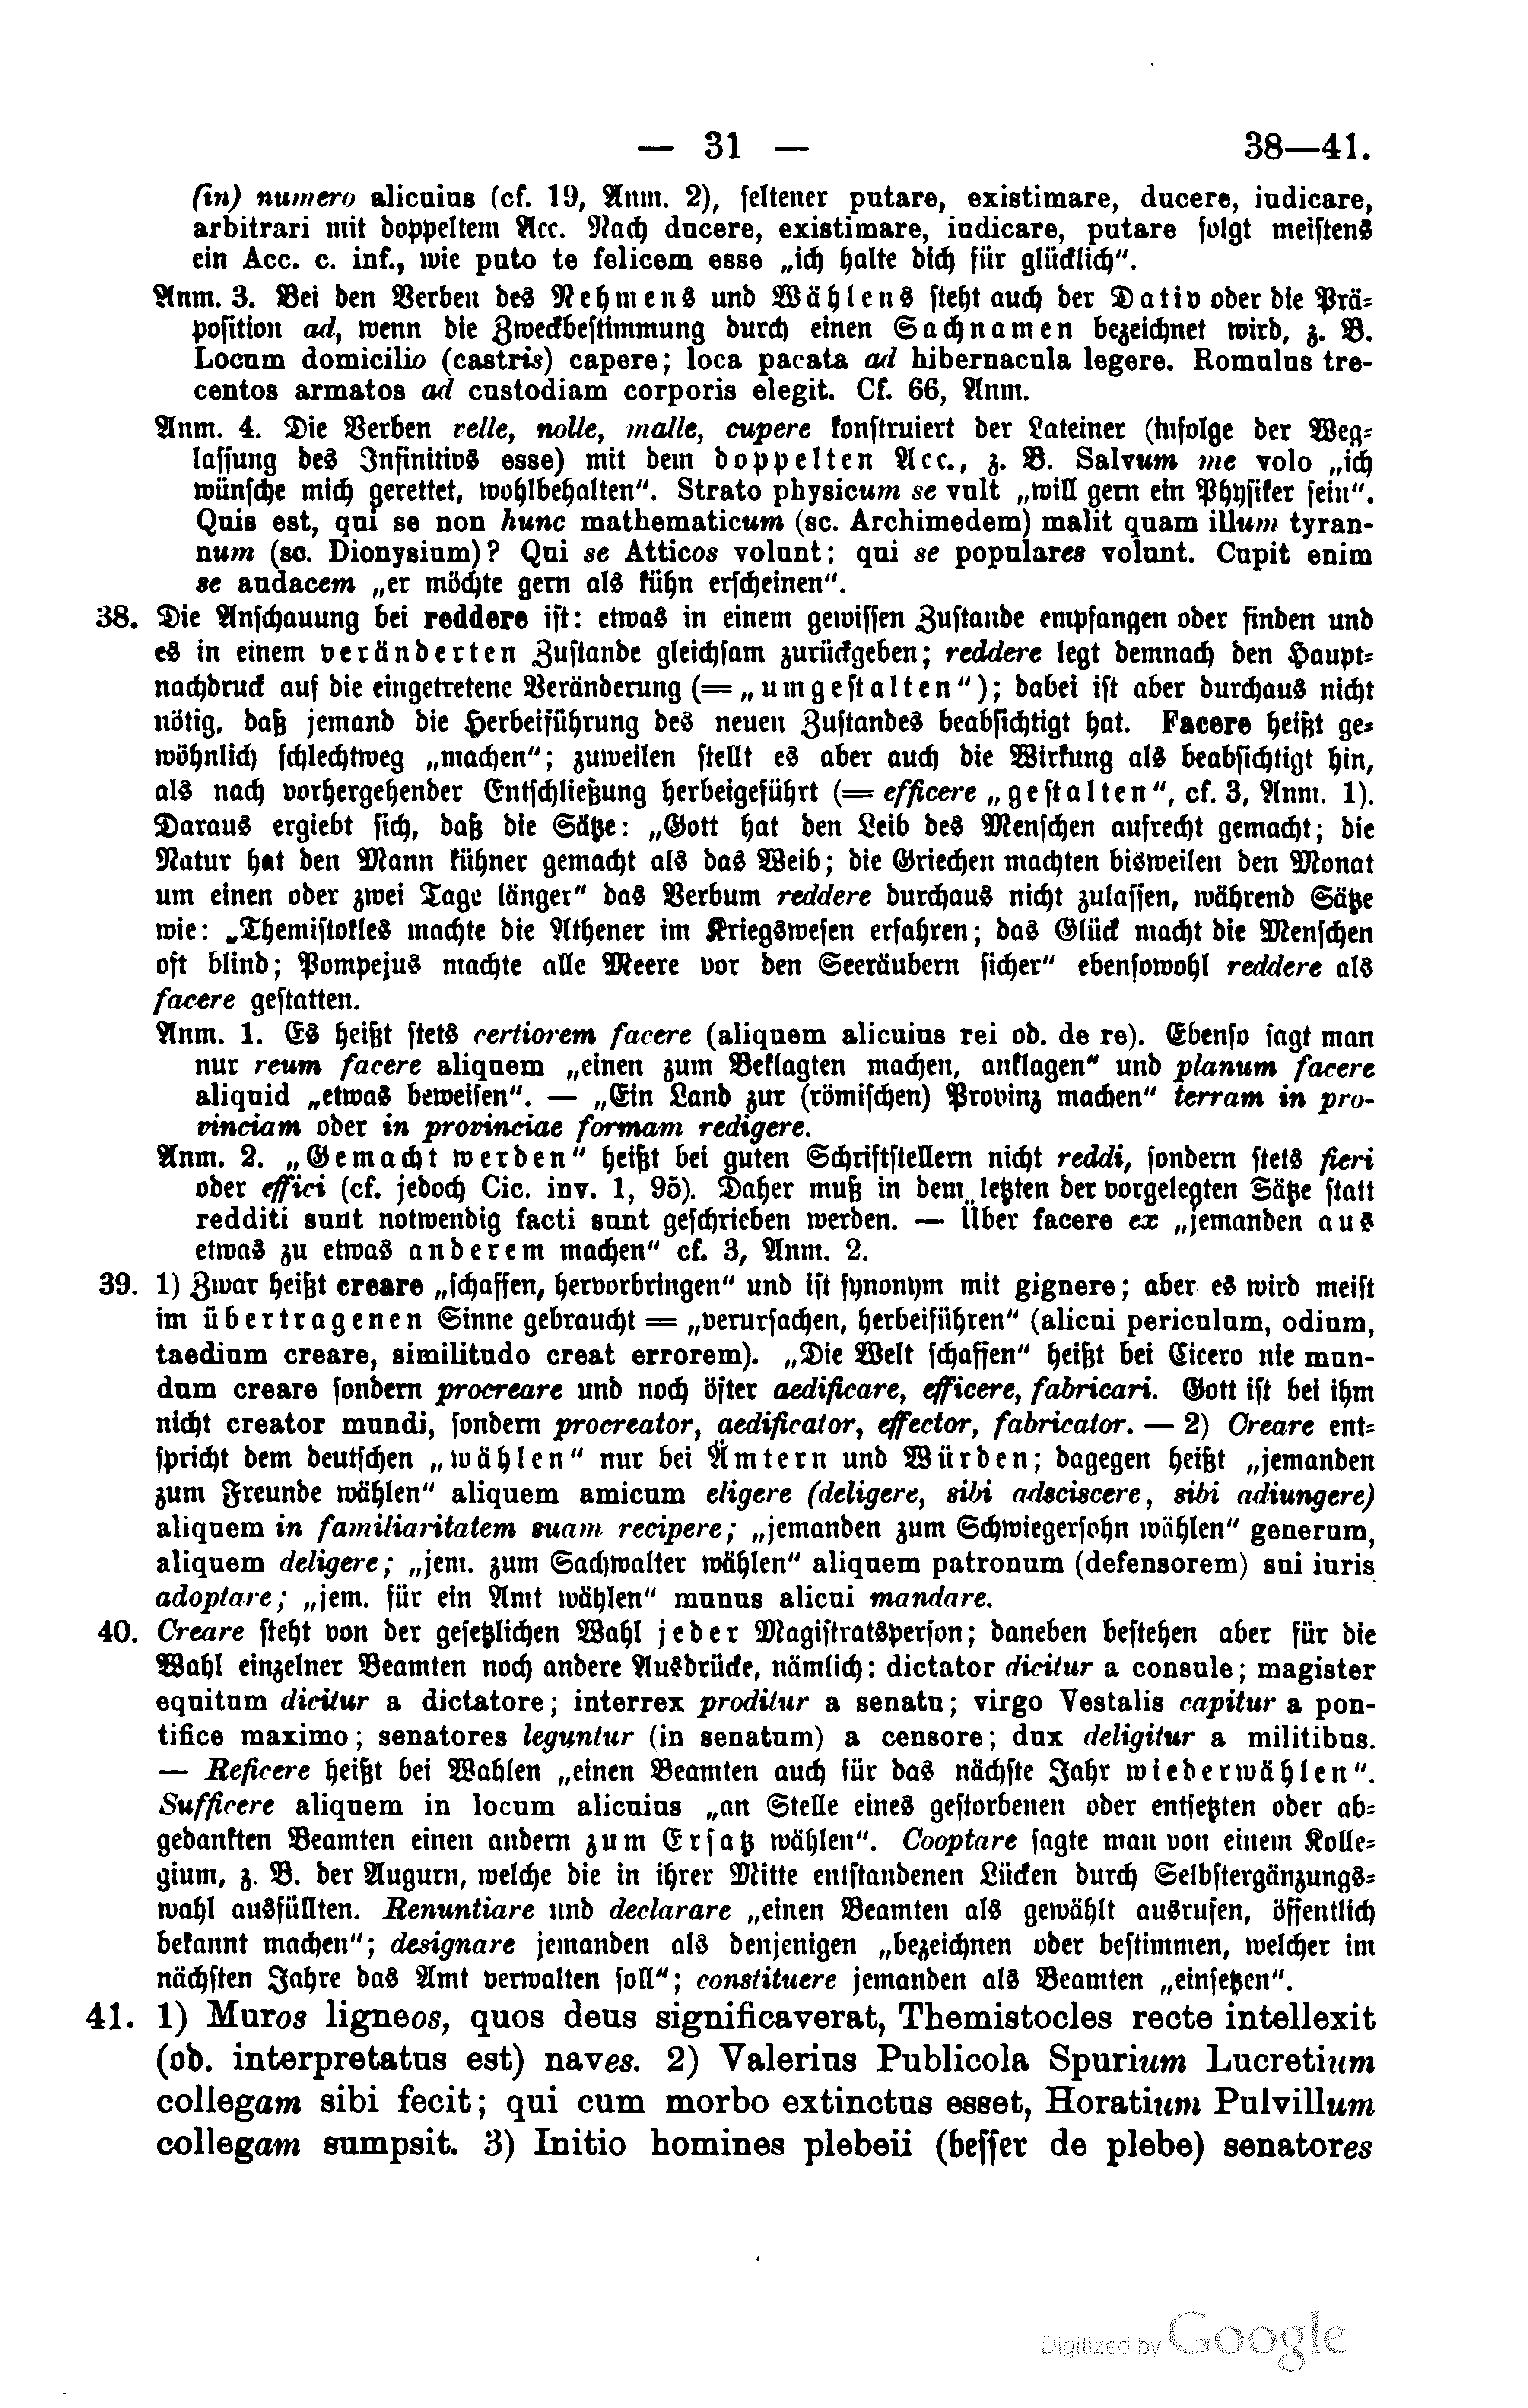 — 31 — 38—41.
(in) numero alicuius (cf. 19, Anm. 2), seltener putare, existimare, ducere, iudicare,
arbitrari mit doppeltem Acc. Nach ducere, existimare, iudicare, putare folgt meistens
ein Acc. c. inf., wie puto te felicem esse „ich halte dich für glücklich“.
Anm. 3. Bei den Verben des Nehmens und Wählens steht auch der Dativ oder die Prä-
position ad, wenn die Zweckbestimmung durch einen Sachnamen bezeichnet wird, z. B.
Locum domicilio (castris) capere; loca pacata ad hibernacula legere. Romulus tre-
centos armatos ad custodiam corporis elegit. Cf. 66, Anm.
Anm. 4. Die Verben velle, nolle, malle, cupere konstruiert der Lateiner (infolge der Weg-
lassung des Infinitivs esse) mit dem doppelten Acc., z. B. Salvum me volo „ich
wünsche mich gerettet, wohlbehalten“. Strato physicum se vult „will gern ein Physiker sein“.
Quis est, qui se non hunc mathematicum (sc. Archimedem) malit quam illum tyran-
num (sc. Dionysium)? Qui se Atticos volunt; qui se populares volunt. Cupit enim
se audacem „er möchte gern als kühn erscheinen“.
38. Die Anschauung bei reddere ist: etwas in einem gewissen Zustande empfangen oder finden und
es in einem veränderten Zustande gleichsam zurückgeben; reddere legt demnach den Haupt-
nachdruck auf die eingetretene Veränderung (= „umgestalten“); dabei ist aber durchaus nicht
nötig, daß jemand die Herbeiführung des neuen Zustandes beabsichtigt hat. Facere heißt ge-
wöhnlich schlechtweg „machen“; zuweilen stellt es aber auch die Wirkung als beabsichtigt hin,
als nach vorhergehender Entschließung herbeigeführt (= efficere „gestalten“, cf. 3, Anm. 1).
Daraus ergiebt sich, daß die Sätze: „Gott hat den Leib des Menschen aufrecht gemacht; die
Natur hat den Mann kühner gemacht als das Weib; die Griechen machten bisweilen den Monat
um einen oder zwei Tage länger“ das Verbum reddere durchaus nicht zulassen, während Sätze
wie: „Themistokles machte die Athener im Kriegswesen erfahren; das Glück macht die Menschen
oft blind; Pompejus machte alle Meere vor den Seeräubern sicher“ ebensowohl reddere als
facere gestatten.
Anm. 1. Es heißt stets certiorem facere (aliquem alicuius rei ob. de re). Ebenso sagt man
nur reum facere aliquem „einen zum Beklagten machen, anklagen“ und planum facere
aliquid „etwas beweisen“. — „Ein Land zur (römischen) Provinz machen“ terram in pro-
vinciam oder in provinciae formam redigere.
Anm. 2. „Gemacht werden“ heißt bei guten Schriftstellern nicht reddi, sondern stets fieri
oder effici (cf. jedoch Cic. inv. 1, 95). Daher muß in dem letzten der vorgelegten Sätze statt
redditi sunt notwendig facti sunt geschrieben werden. — Über facere ex „jemanden aus
etwas zu etwas anderem machen“ cf. 3, Anm. 2.
39. 1) Zwar heißt creare „schaffen, hervorbringen“ und ist synonym mit gignere; aber es wird meist
im übertragenen Sinne gebraucht = „verursachen, herbeiführen“ (alicui periculum, odium,
taedium creare, similitudo creat errorem). „Die Welt schaffen“ heißt bei Cicero nie mun-
dum creare sondern procreare und noch öfter aedificare, efficere, fabricari. Gott ist bei ihm
nicht creator mundi, sondern procreator, aedificator, effector, fabricator. — 2) Creare ent-
spricht dem deutschen „wählen“ nur bei Ämtern und Würden; dagegen heißt „jemanden
zum Freunde wählen“ aliquem amicum eligere (deligere, sibi adsciscere, sibi adiungere)
aliquem in familiaritatem suam recipere; „jemanden zum Schwiegersohn wählen“ generum,
aliquem deligere; „jem. zum Sachwalter wählen“ aliquem patronum (defensorem) sui iuris
adoptare; „jem. für ein Amt wählen“ munus alicui mandare.
40. Creare steht von der gesetzlichen Wahl jeder Magistratsperson; daneben bestehen aber für die
Wahl einzelner Beamten noch andere Ausdrücke, nämlich: dictator dicitur a consule; magister
equitum dicitur a dictatore; interrex proditur a senatu; virgo Vestalis capitur a pon-
tifice maximo; senatores leguntur (in senatum) a censore; dux deligitur a militibus.
— Reficere heißt bei Wahlen „einen Beamten auch für das nächste Jahr wiederwählen“.
Sufficere aliquem in locum alicuius „an Stelle eines gestorbenen oder entsetzten oder ab-
gedankten Beamten einen andern zum Ersatz wählen“. Cooptare sagte man von einem Kolle-
gium, z. B. der Augurn, welche die in ihrer Mitte entstandenen Lücken durch Selbstergänzungs-
wahl ausfüllten. Renuntiare und declarare „einen Beamten als gewählt ausrufen, öffentlich
bekannt machen“; designare jemanden als denjenigen „bezeichnen oder bestimmen, welcher im
nächsten Jahre das Amt verwalten soll“; constituere jemanden als Beamten „einsetzen“.
41. 1) Muros ligneos, quos deus significaverat, Themistocles recte intellexit
(ob. interpretatus est) naves. 2) Valerius Publicola Spurium Lucretium
collegam sibi fecit; qui cum morbo extinctus esset, Horatium Pulvillum
collegam sumpsit. 3) Initio homines plebeii (besser de plebe) senatores
Digitized by Google